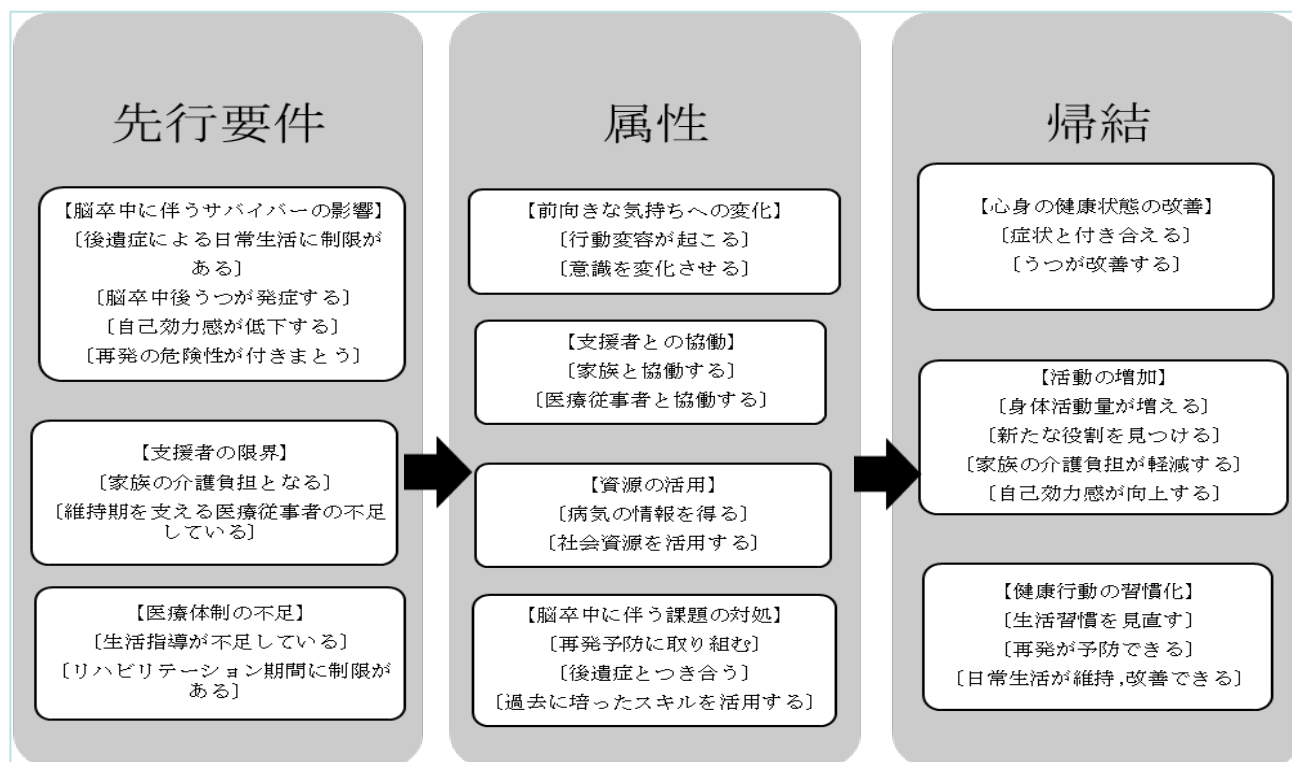 先行要件
【脳卒中に伴うサバイバーの影響】
〔後遺症による日常生活に制限が
ある〕
〔脳卒中後うつが発症する〕
〔自己効力感が低下する〕
〔再発の危険性が付きまとう〕
【支援者の限界】
〔家族の介護負担となる〕
〔維持期を支える医療従事者の不足
している〕
【医療体制の不足】
〔生活指導が不足している〕
〔リハビリテーション期間に制限が
ある〕
属性
【前向きな気持ちへの変化】
〔行動変容が起こる〕
〔意識を変化させる〕
【支援者との協働】
〔家族と協働する〕
〔医療従事者と協働する〕
【資源の活用】
〔病気の情報を得る〕
〔社会資源を活用する〕
【脳卒中に伴う課題の対処】
〔再発予防に取り組む〕
〔後遺症とつき合う〕
〔過去に培ったスキルを活用する〕
帰結
【心身の健康状態の改善】
〔症状と付き合える〕
〔うつが改善する〕
【活動の増加】
〔身体活動量が増える〕
〔新たな役割を見つける〕
〔家族の介護負担が軽減する〕
〔自己効力感が向上する〕
【健康行動の習慣化】
〔生活習慣を見直す〕
〔再発が予防できる〕
〔日常生活が維持,改善できる〕